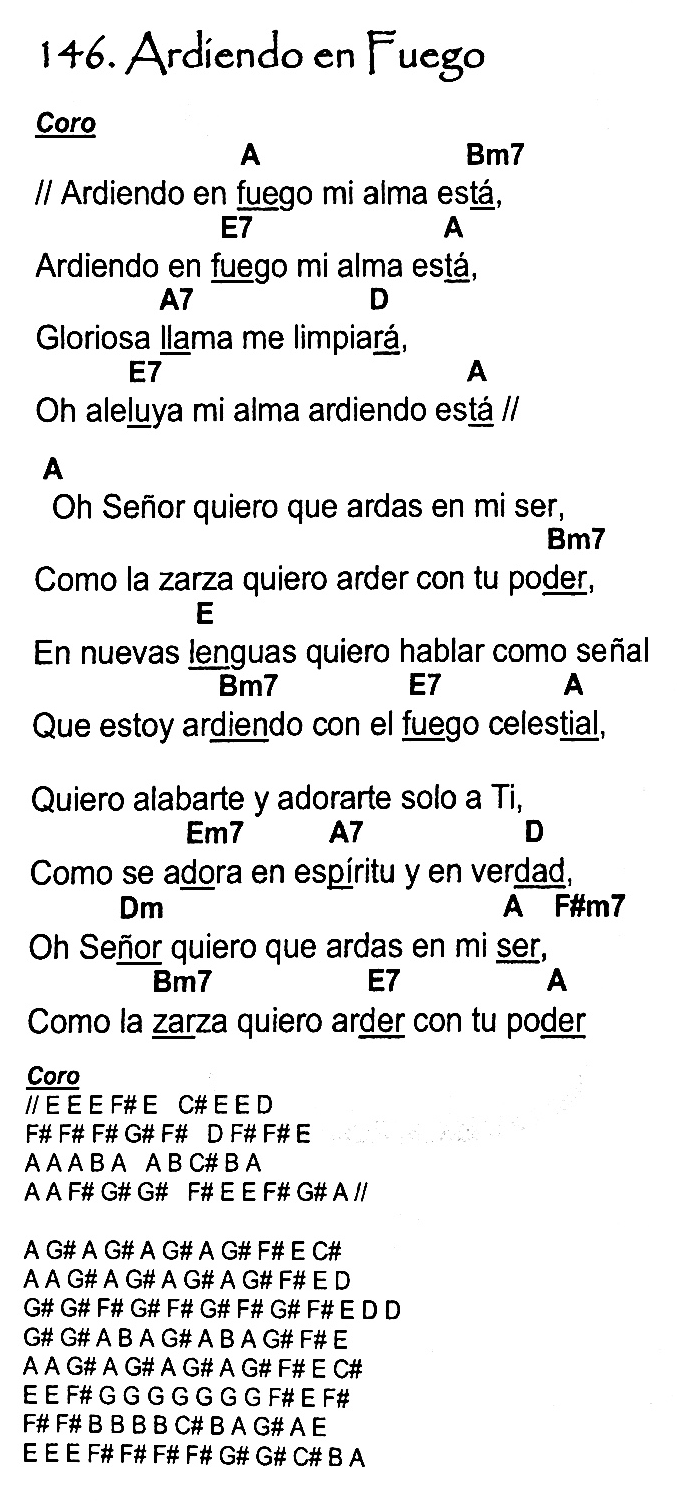 146. Ardiendo en Fuego
Coro
A Bm7
// Ardiendo en fuego mi alma está,
E7 A
Ardiendo en fuego mi alma está,
A7 D
Gloriosa llama me limpiará,
E7 A
Oh aleluya mi alma ardiendo está //
A
Oh Señor quiero que ardas en mi ser,
Bm7
Como la zarza quiero arder con tu poder,
E
En nuevas lenguas quiero hablar como señal
Bm7 E7 A
Que estoy ardiendo con el fuego celestial,
Quiero alabarte y adorarte solo a Ti,
Em7 A7 D
Como se adora en espíritu y en verdad,
Dm A F#m7
Oh Señor quiero que ardas en mi ser,
Bm7 E7 A
Como la zarza quiero arder con tu poder
Coro
// E E E F# E C# E E D
F# F# F# G# F# D F# F# E
A A A B A A B C# B A
A A F# G# G# F# E E F# G# A //
A G# A G# A G# A G# F# E C#
A A G# A G# A G# A G# F# E D
G# G# F# G# F# G# F# G# F# E D D
G# G# A B A G# A B A G# F# E
A A G# A G# A G# A G# F# E C#
E E F# G G G G G G G F# E F#
F# F# B B B B C# B A G# A E
E E E F# F# F# F# G# G# C# B A